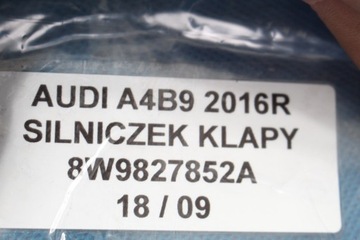 AUDI A4B9 2016R
SILNICZEK KLAPY
8W9827852A
18 / 09